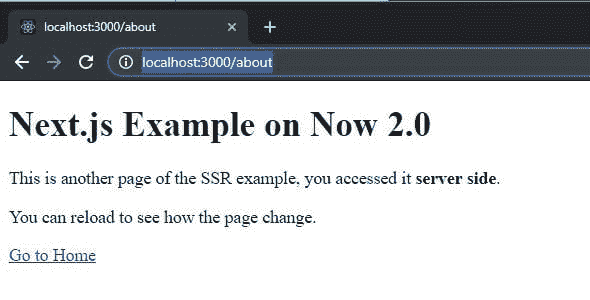 localhost:3000/about
localhost:3000/about
Next.js Example on Now 2.0
This is another page of the SSR example, you accessed it server side.
You can reload to see how the page change.
Go to Home